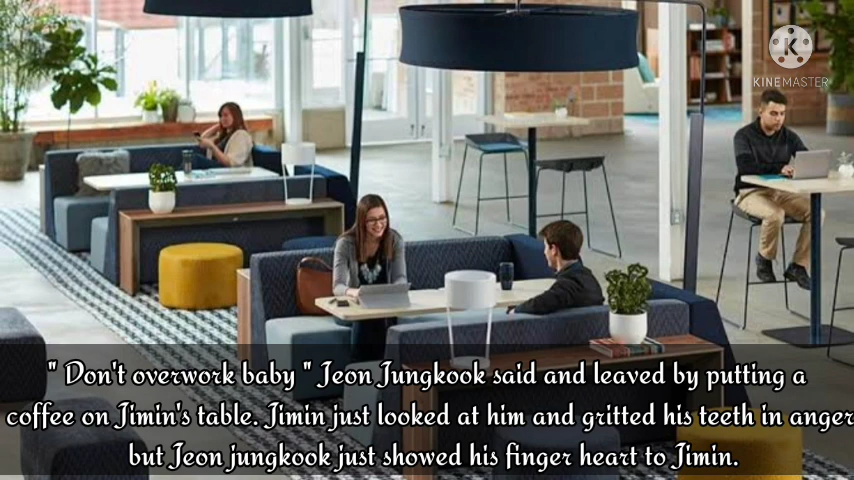 KINEMASTER
" Don't overwork baby " Jeon Jungkook said and leaved by putting a
coffee on Jimin's table. Jimin just looked at him and gritted his teeth in anger
but Jeon jungkook just showed his finger heart to Jimin.